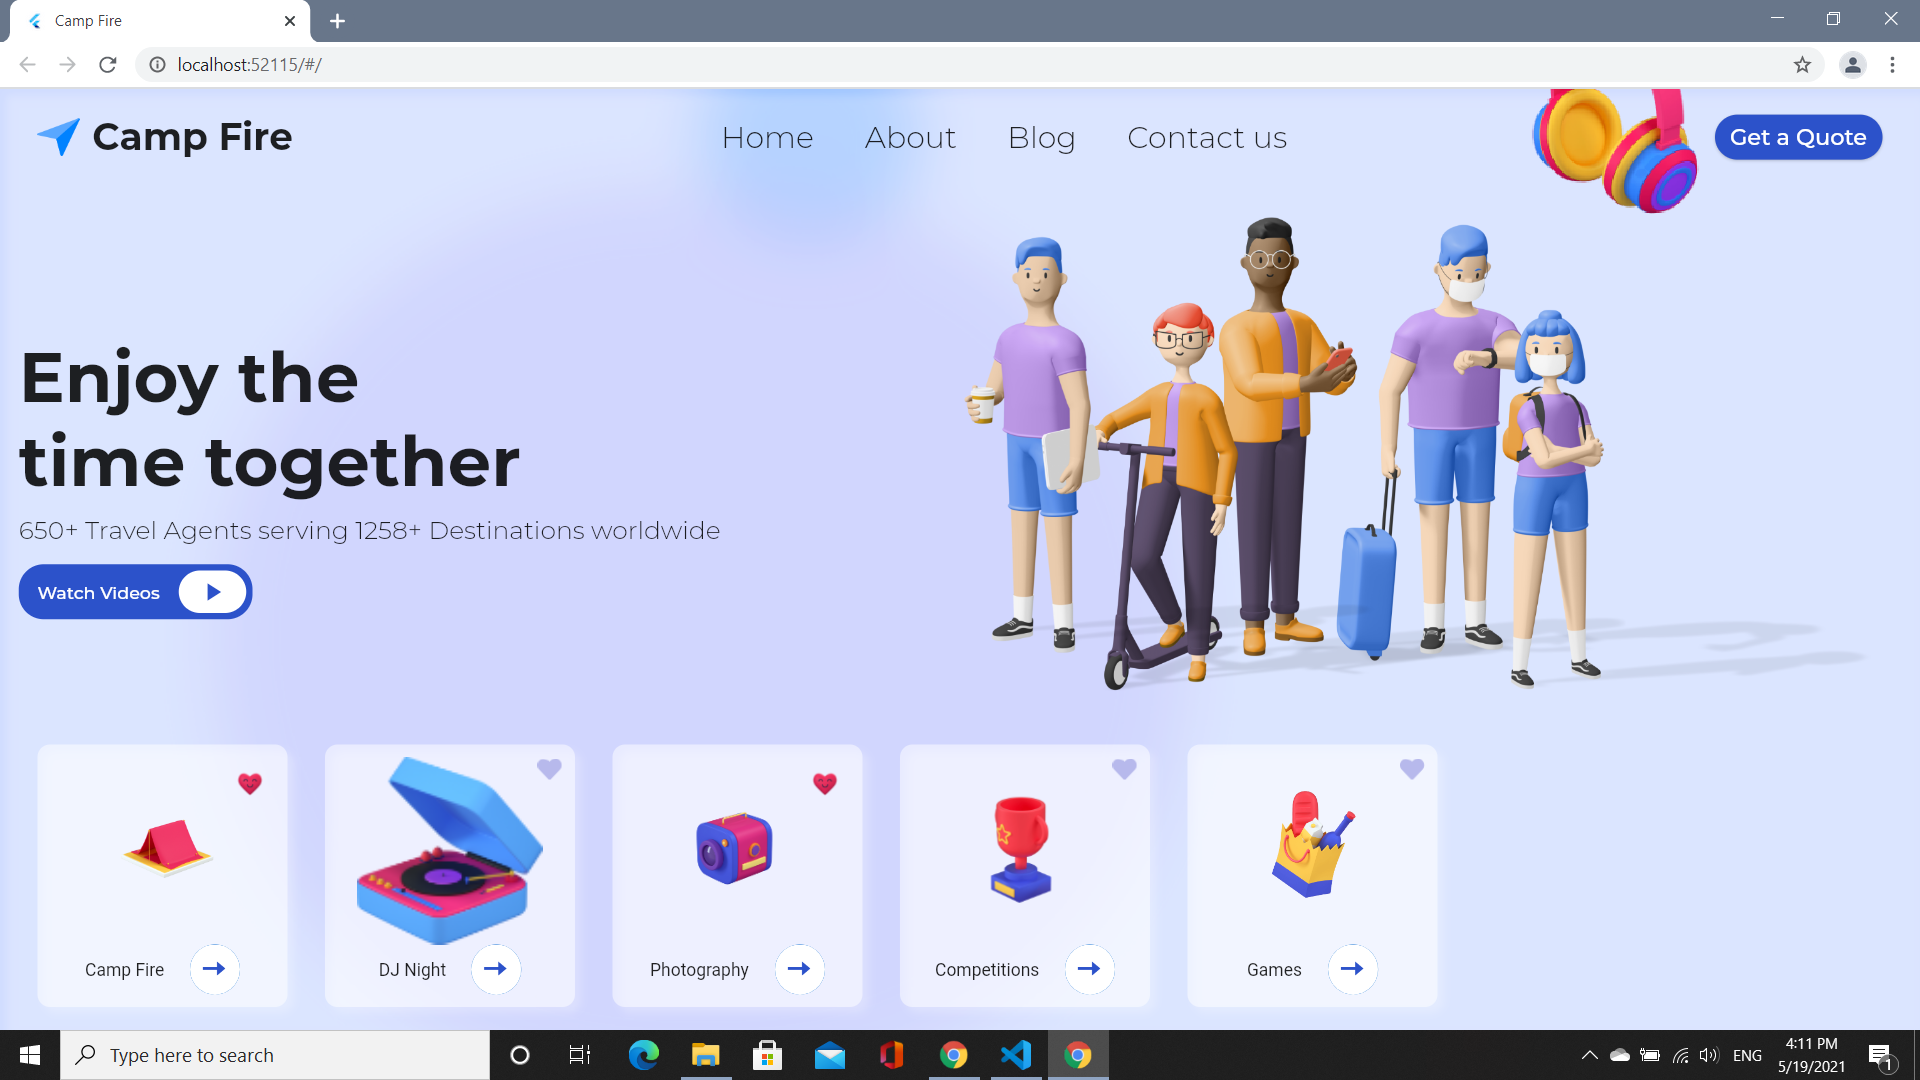 Camp Fire
localhost:52115/#/
Camp Fire
Home
About
Blog
Contact us
Get a Quote
Enjoy the
time together
650+ Travel Agents serving 1258+ Destinations worldwide
Watch Videos
Camp Fire
DJ Night
Photography
Competitions
Games
Type here to search
ENG
4:11 PM
5/19/2021
1